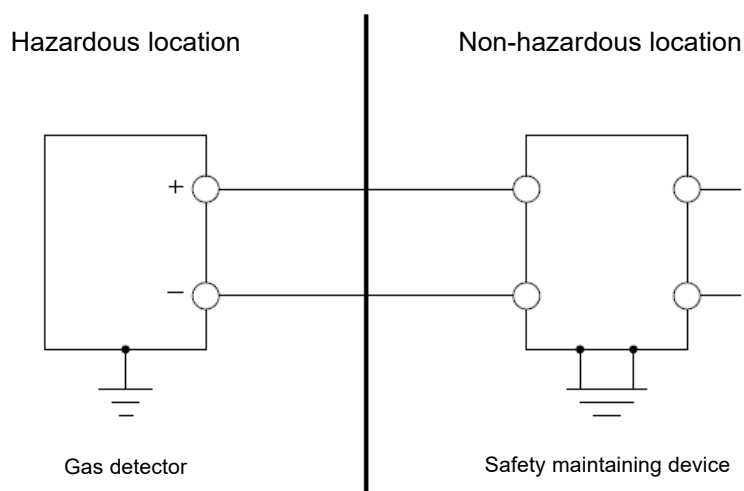 Hazardous location
Non-hazardous location
+
−
Gas detector
Safety maintaining device